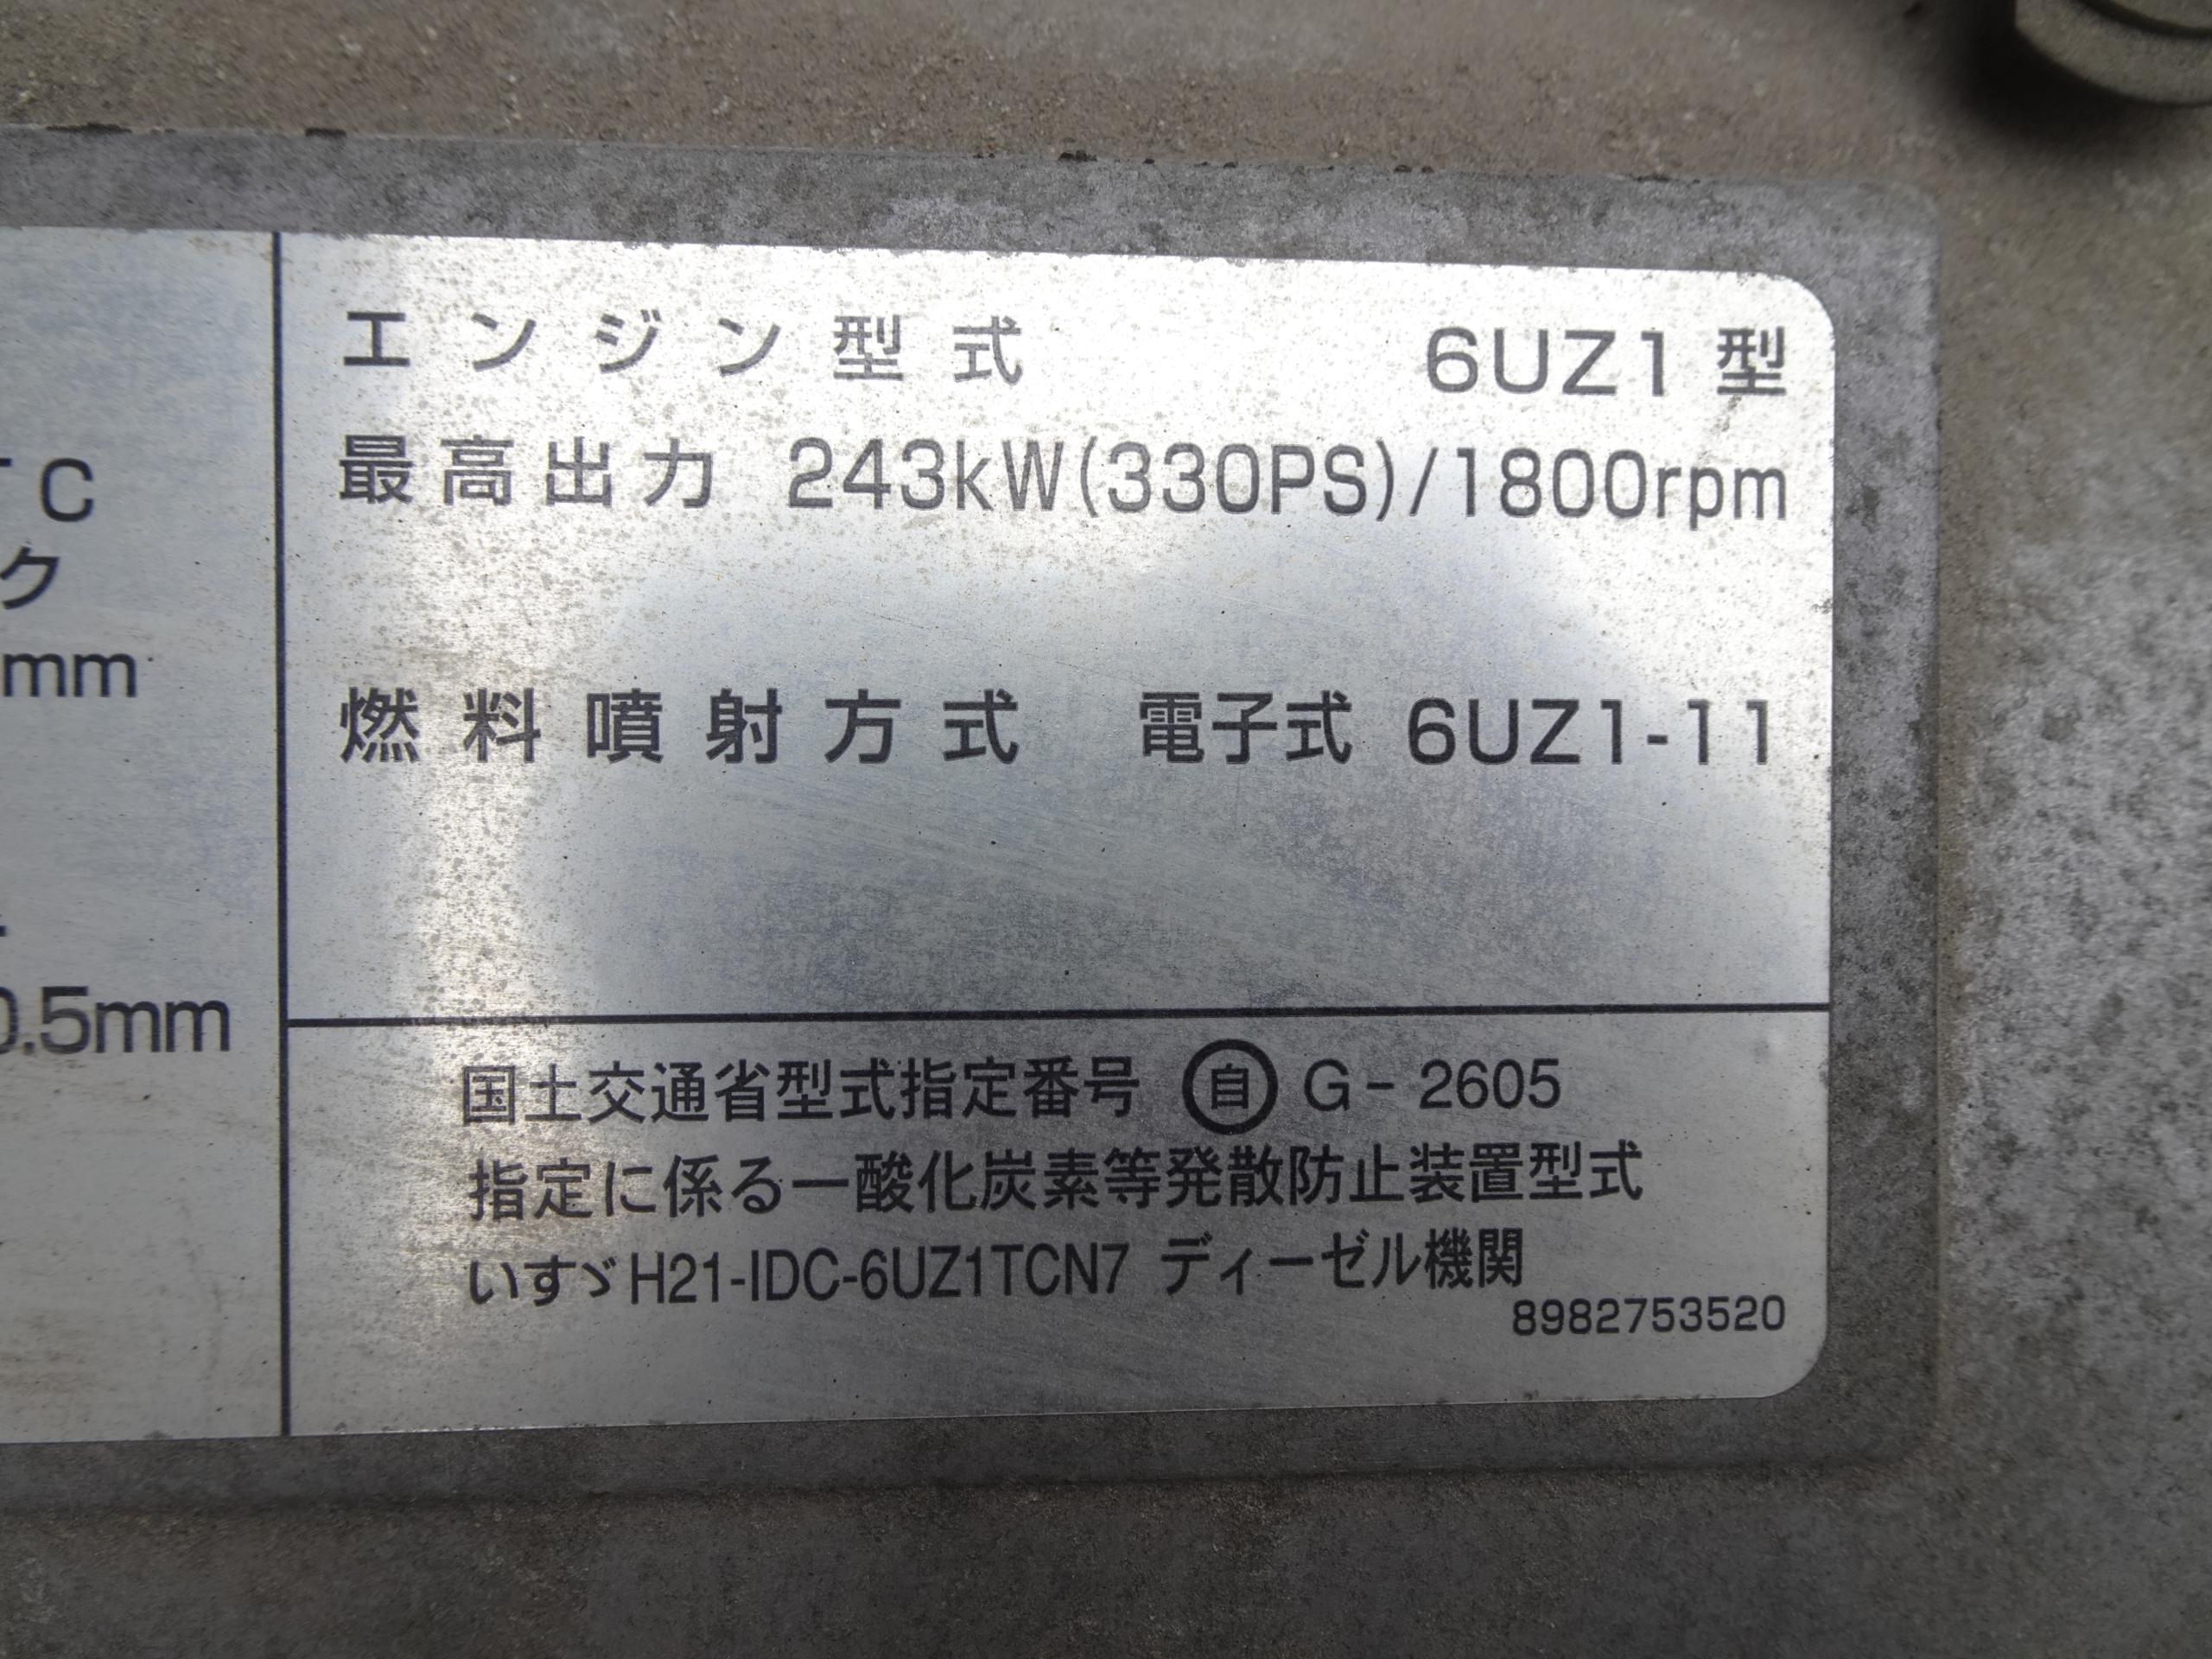 TC
ク
mm
0.5mm
エンジン型式 6UZ1型
最高出力 243kW(330PS)/1800rpm
燃料噴射方式 電子式 6UZ1-11
国土交通省型式指定番号 自 G-2605
指定に係る一酸化炭素等発散防止装置型式
いすゞH21-IDC-6UZ1TCN7 ディーゼル機関
8982753520